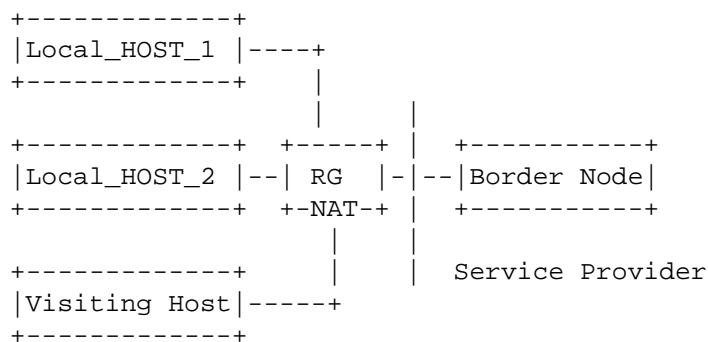 Local_HOST_1
Local_HOST_2 RG Border Node
NAT
Service Provider
Visiting Host